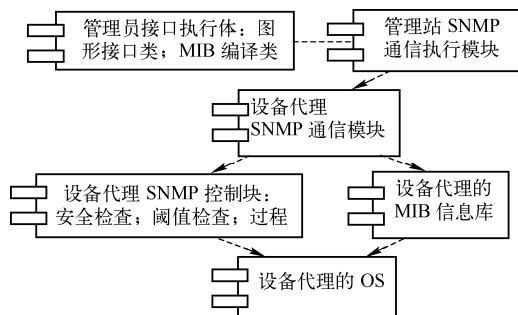 管理员接口执行体：图
形接口类；MIB 编译类
管理站 SNMP
通信执行模块
设备代理
SNMP 通信模块
设备代理 SNMP 控制块：
安全检查；阈值检查；过程
设备代理的
MIB 信息库
设备代理的 OS